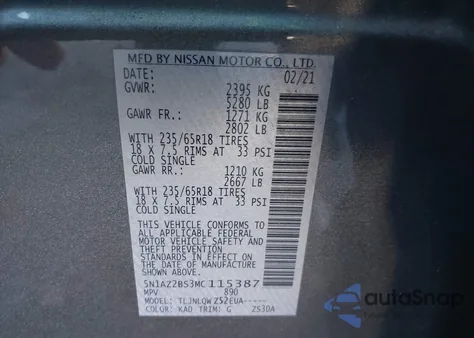 MFD BY NISSAN MOTOR CO., LTD.
DATE: 02/21
GVWR: 2395 KG
5280 LB
GAWR FR.: 1271 KG
2802 LB
WITH 235/65R18 TIRES
18 X 7.5 RIMS AT 33 PSI
COLD SINGLE
GAWR RR.: 1210 KG
2667 LB
WITH 235/65R18 TIRES
18 X 7.5 RIMS AT 33 PSI
COLD SINGLE
THIS VEHICLE CONFORMS TO
ALL APPLICABLE FEDERAL
MOTOR VEHICLE SAFETY AND
THEFT PREVENTION STANDARDS
IN EFFECT ON THE DATE OF
MANUFACTURE SHOWN ABOVE.
5N1AZ2BS3MC115387
MPV 890
MODEL: TLJNLQWZ52EUA-----
COLOR: KAD TRIM: G ZS30A
autoSnap